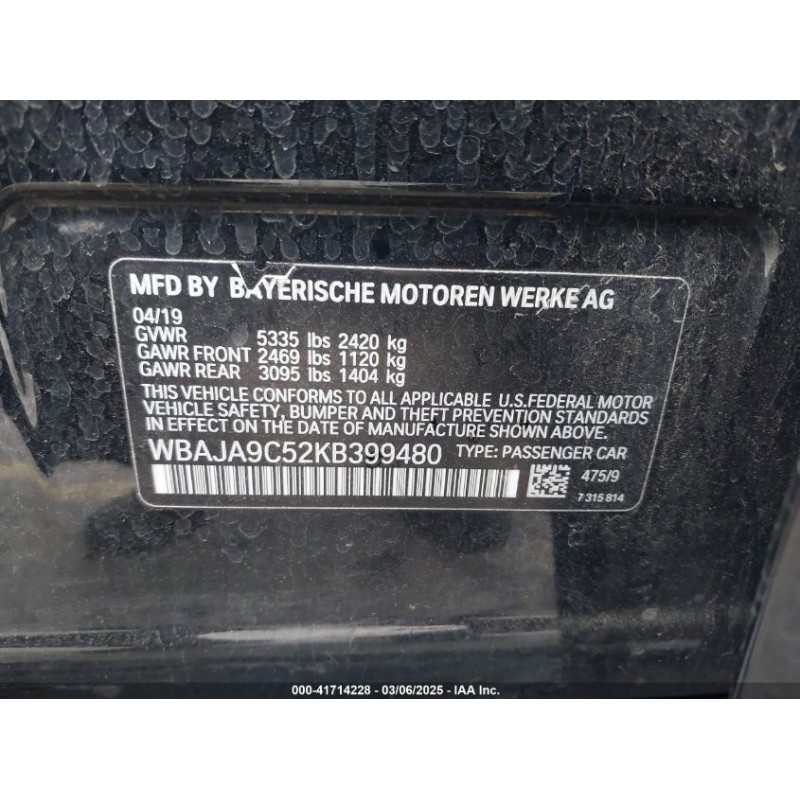 MFD BY BAYERISCHE MOTOREN WERKE AG
04/19
GVWR 5335 lbs 2420 kg
GAWR FRONT 2469 lbs 1120 kg
GAWR REAR 3095 lbs 1404 kg
THIS VEHICLE CONFORMS TO ALL APPLICABLE U.S.FEDERAL MOTOR
VEHICLE SAFETY, BUMPER AND THEFT PREVENTION STANDARDS
IN EFFECT ON THE DATE OF MANUFACTURE SHOWN ABOVE.
WBAJA9C52KB399480 TYPE: PASSENGER CAR
475/9
7 315 814
000-41714228 - 03/06/2025 - IAA Inc.